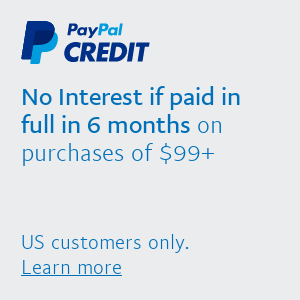 PayPal
CREDIT
No Interest if paid in
full in 6 months on
purchases of $99+
US customers only.
Learn more